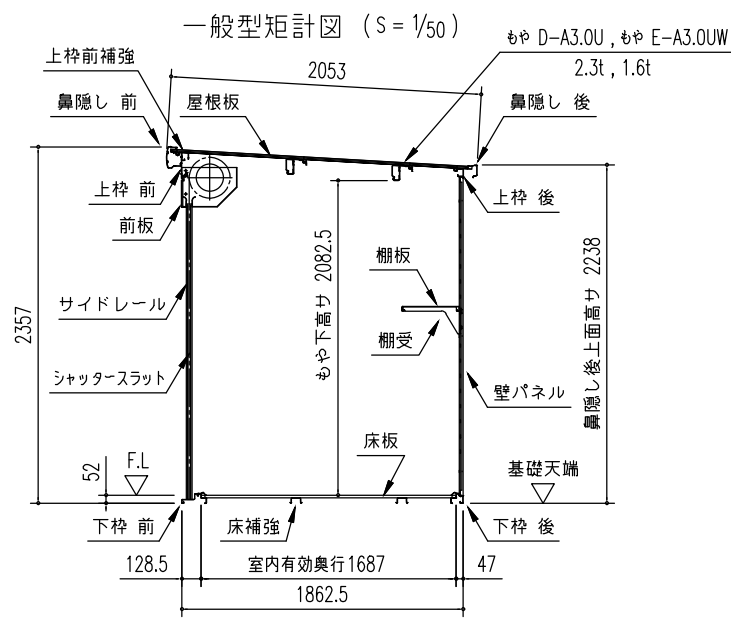 一般型矩計図 (S=1/50)
上枠前補強
2053
もや D-A3.0U , もや E-A3.0UW
2.3t , 1.6t
鼻隠し 前
屋根板
鼻隠し 後
上枠 前
上枠 後
前板
もや下高サ 2082.5
棚板
棚受
サイドレール
2357
鼻隠し後上面高サ 2238
シャッタースラット
壁パネル
52
F.L
床板
基礎天端
下枠 前
床補強
下枠 後
128.5
室内有効奥行1687
47
1862.5